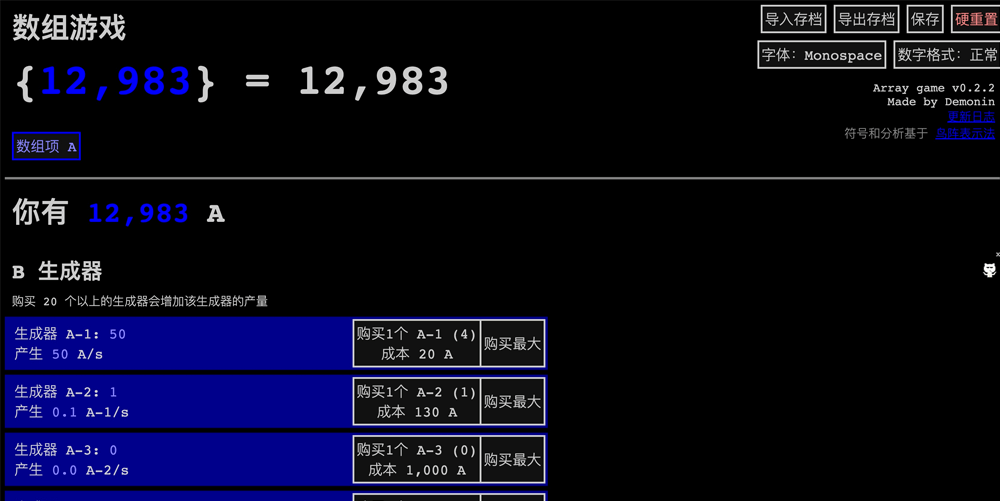 数组游戏
{12,983} = 12,983
导入存档 导出存档 保存 硬重置
字体: Monospace 数字格式: 正常
Array game v0.2.2
Made by Demonin
更新日志
符号和分析基于 鸟阵表示法
数组项 A
你有 12,983 A
B 生成器
购买 20 个以上的生成器会增加该生成器的产量
生成器 A-1: 50
产生 50 A/s
购买1个 A-1 (4)
成本 20 A
购买最大
生成器 A-2: 1
产生 0.1 A-1/s
购买1个 A-2 (1)
成本 130 A
购买最大
生成器 A-3: 0
产生 0.0 A-2/s
购买1个 A-3 (0)
成本 1,000 A
购买最大
x